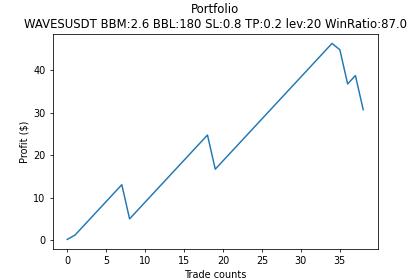 Portfolio
WAVESUSDT BBM:2.6 BBL:180 SL:0.8 TP:0.2 lev:20 WinRatio:87.0
40
30
20
10
0
Profit ($)
0 5 10 15 20 25 30 35
Trade counts